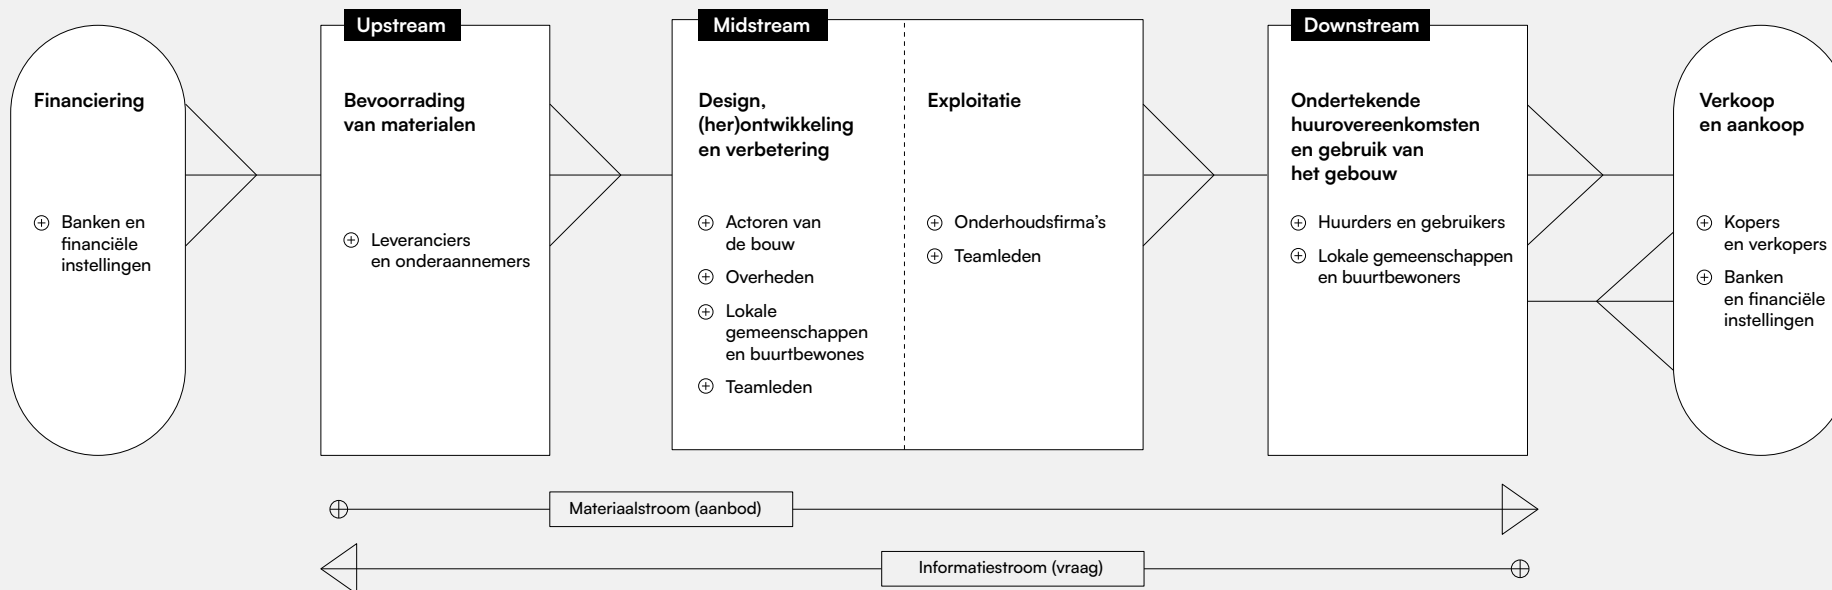 Financiering
Banken en
financiële
instellingen
Upstream
Bevoorrading
van materialen
Leveranciers
en onderaannemers
Midstream
Design,
(her)ontwikkeling
en verbetering
Actoren van
de bouw
Overheden
Lokale
gemeenschappen
en buurtbewones
Teamleden
Exploitatie
Onderhoudsfirma's
Teamleden
Downstream
Ondertekende
huurovereenkomsten
en gebruik van
het gebouw
Huurders en gebruikers
Lokale gemeenschappen
en buurtbewoners
Verkoop
en aankoop
Kopers
en verkopers
Banken
en financiële
instellingen
Materiaalstroom (aanbod)
Informatiestroom (vraag)